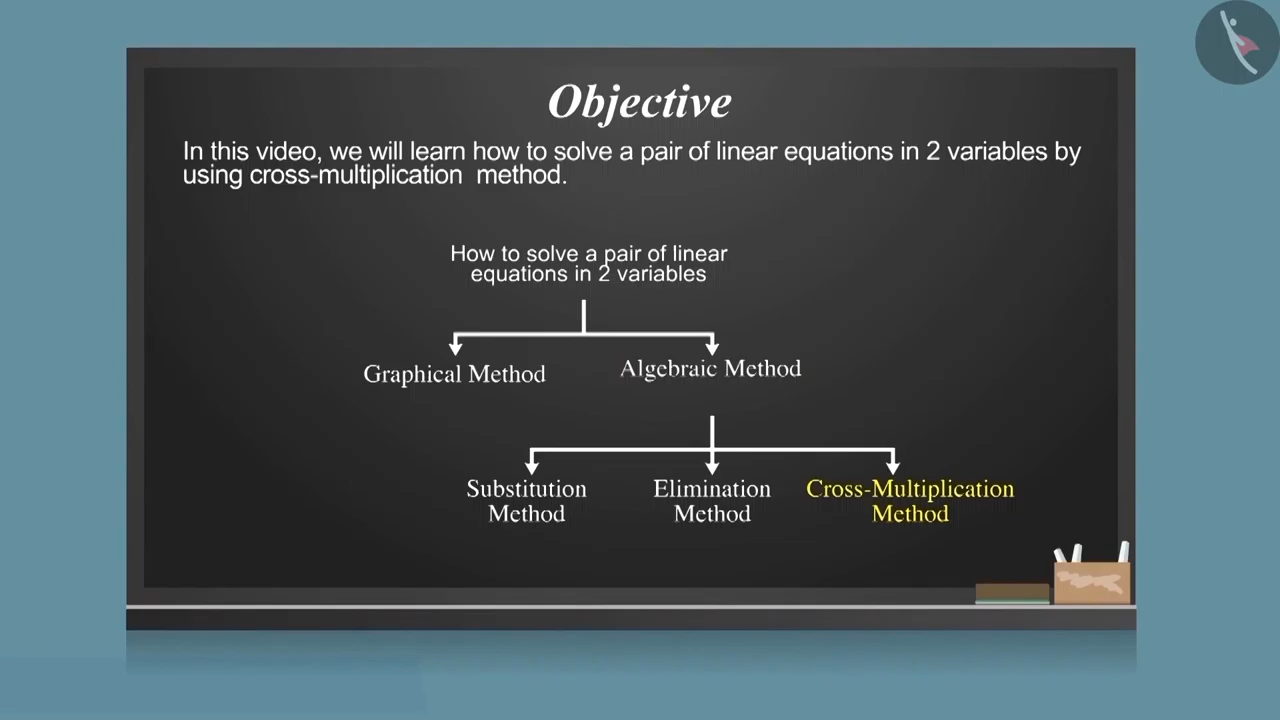 Objective
In this video, we will learn how to solve a pair of linear equations in 2 variables by
using cross-multiplication method.
How to solve a pair of linear
equations in 2 variables
Graphical Method
Algebraic Method
Substitution
Method
Elimination
Method
Cross-Multiplication
Method